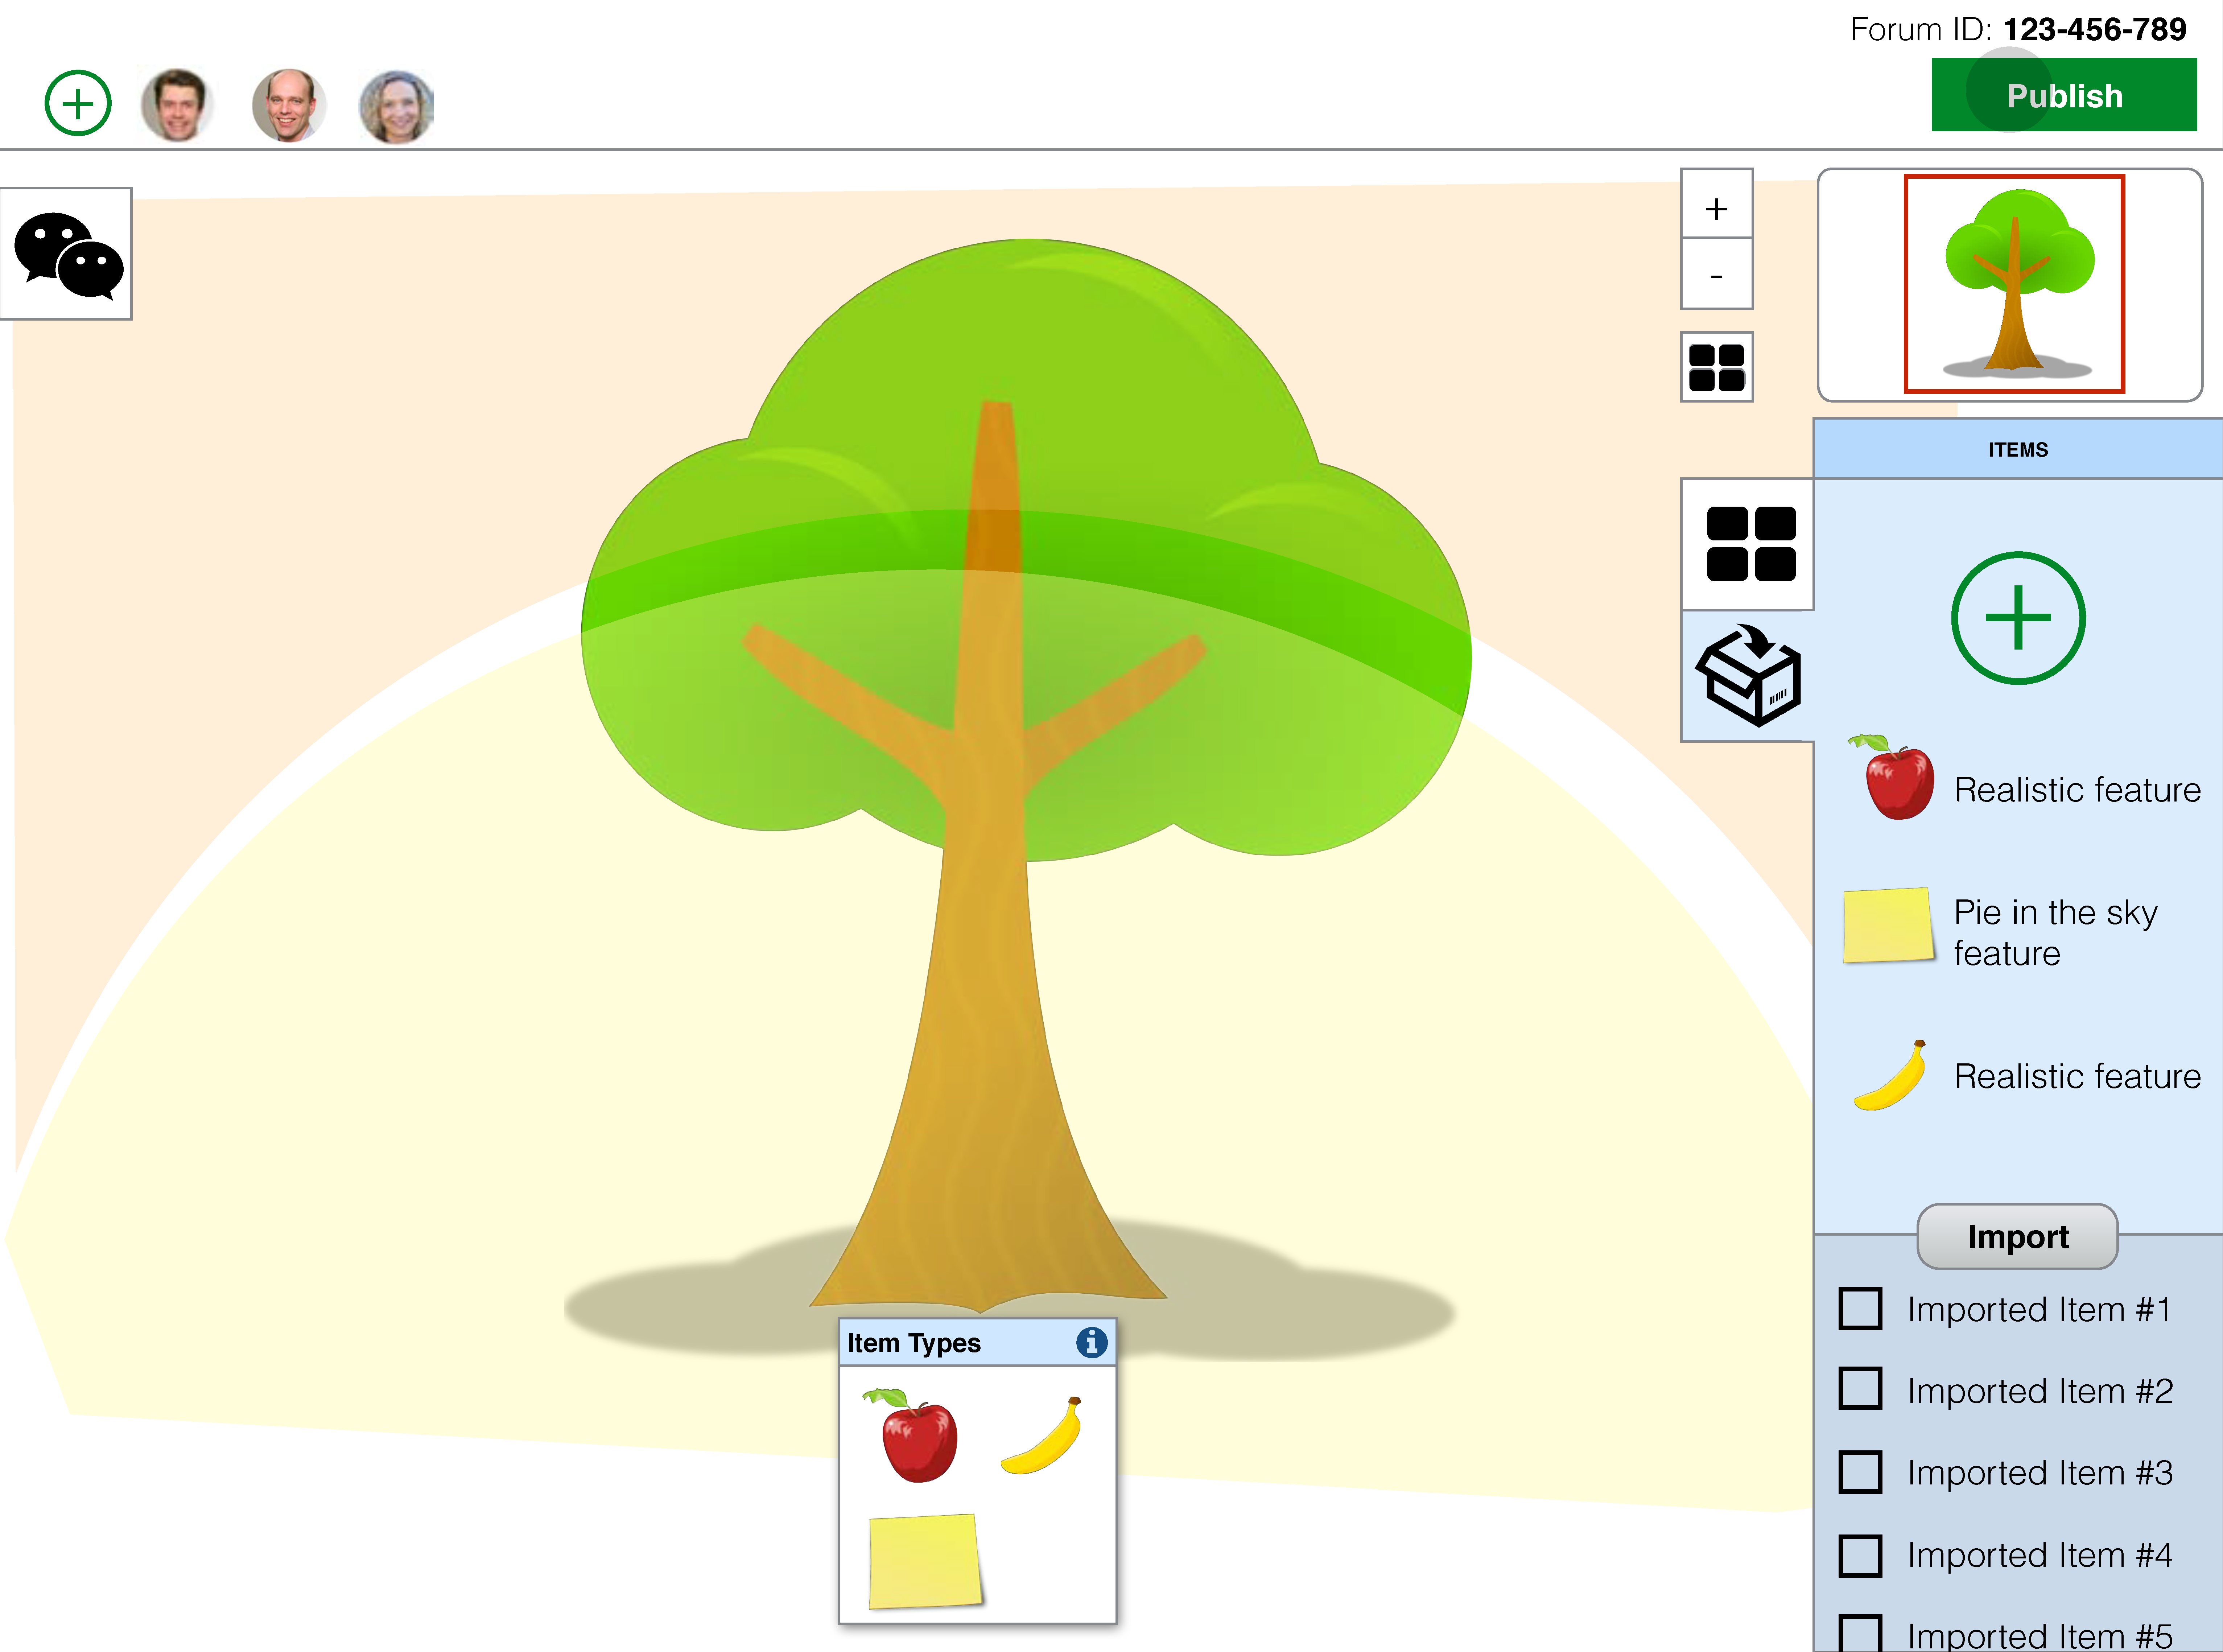 Forum ID: 123-456-789
Publish
+
-
ITEMS
Realistic feature
Pie in the sky
feature
Realistic feature
Import
Imported Item #1
Imported Item #2
Imported Item #3
Imported Item #4
Imported Item #5
Item Types